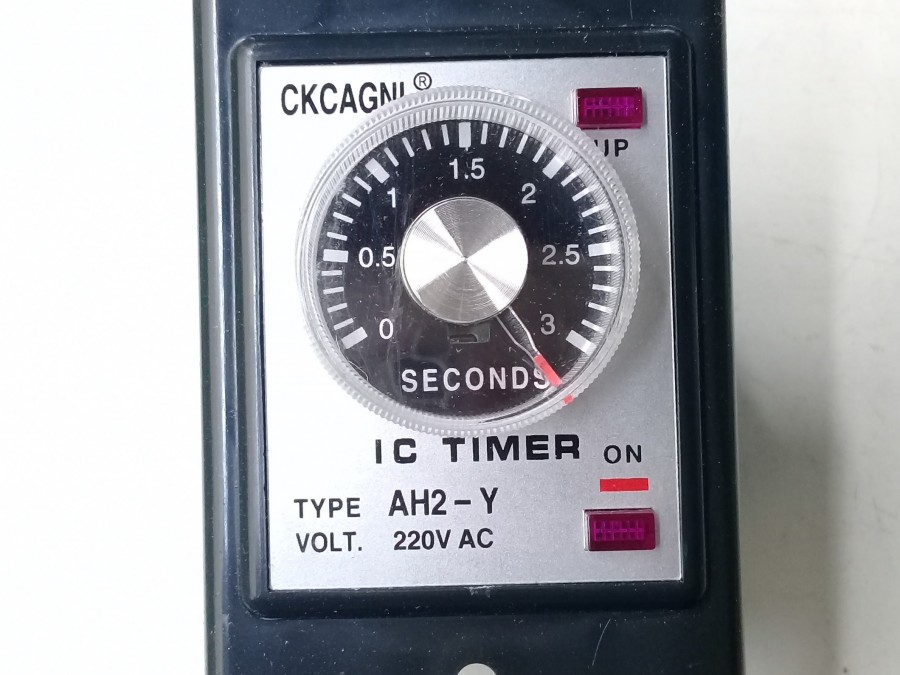 CKCAGNI®
UP
1.5
1 2
0.5 2.5
0 3
SECONDS
IC TIMER ON
TYPE AH2-Y
VOLT. 220V AC